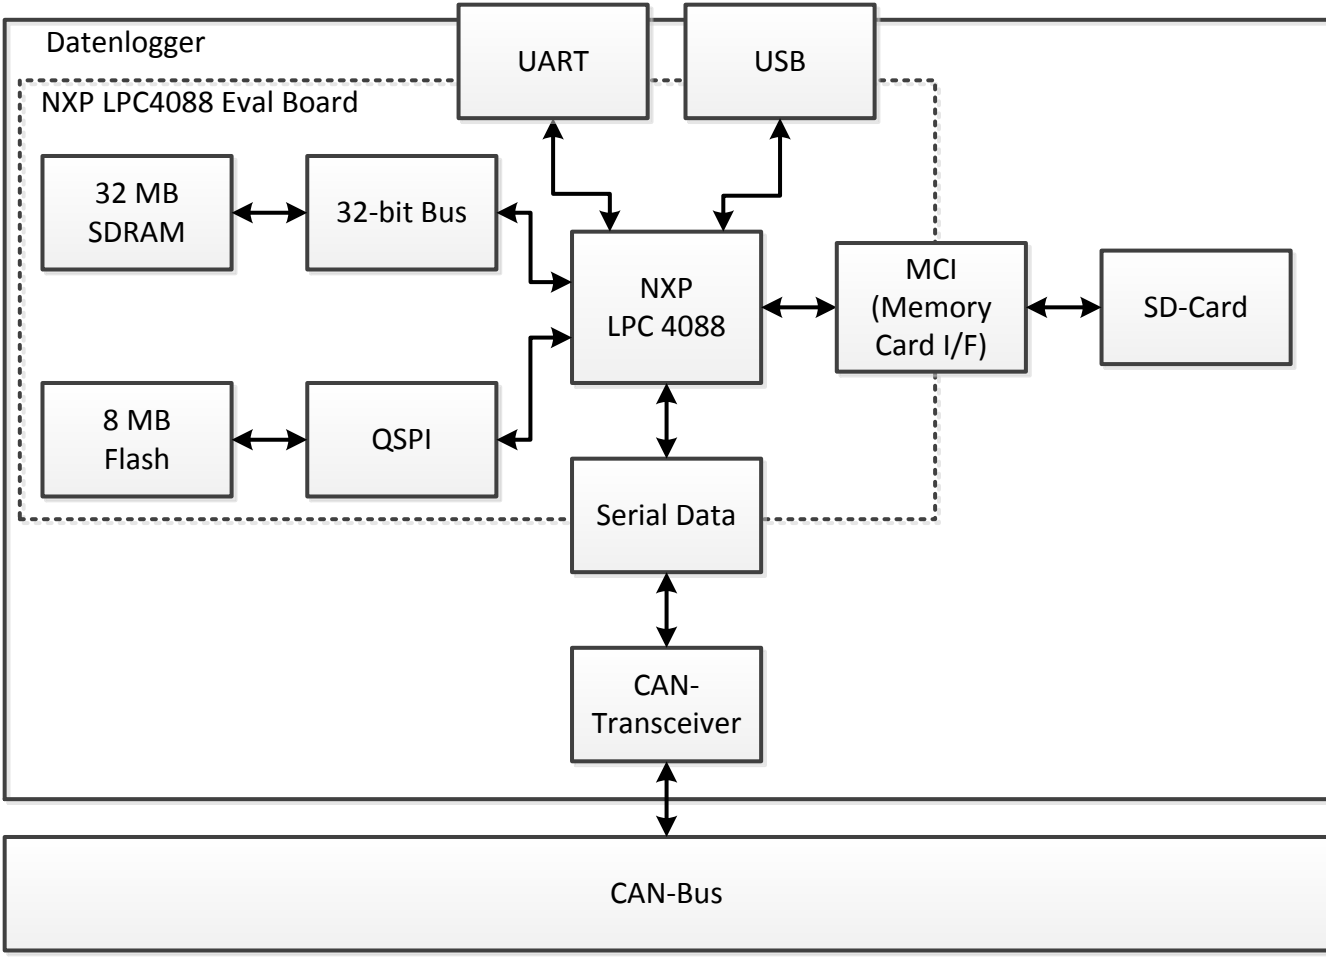 Datenlogger
UART
USB
NXP LPC4088 Eval Board
32 MB
SDRAM
32-bit Bus
NXP
LPC 4088
MCI
(Memory
Card I/F)
SD-Card
8 MB
Flash
QSPI
Serial Data
CAN-
Transceiver
CAN-Bus